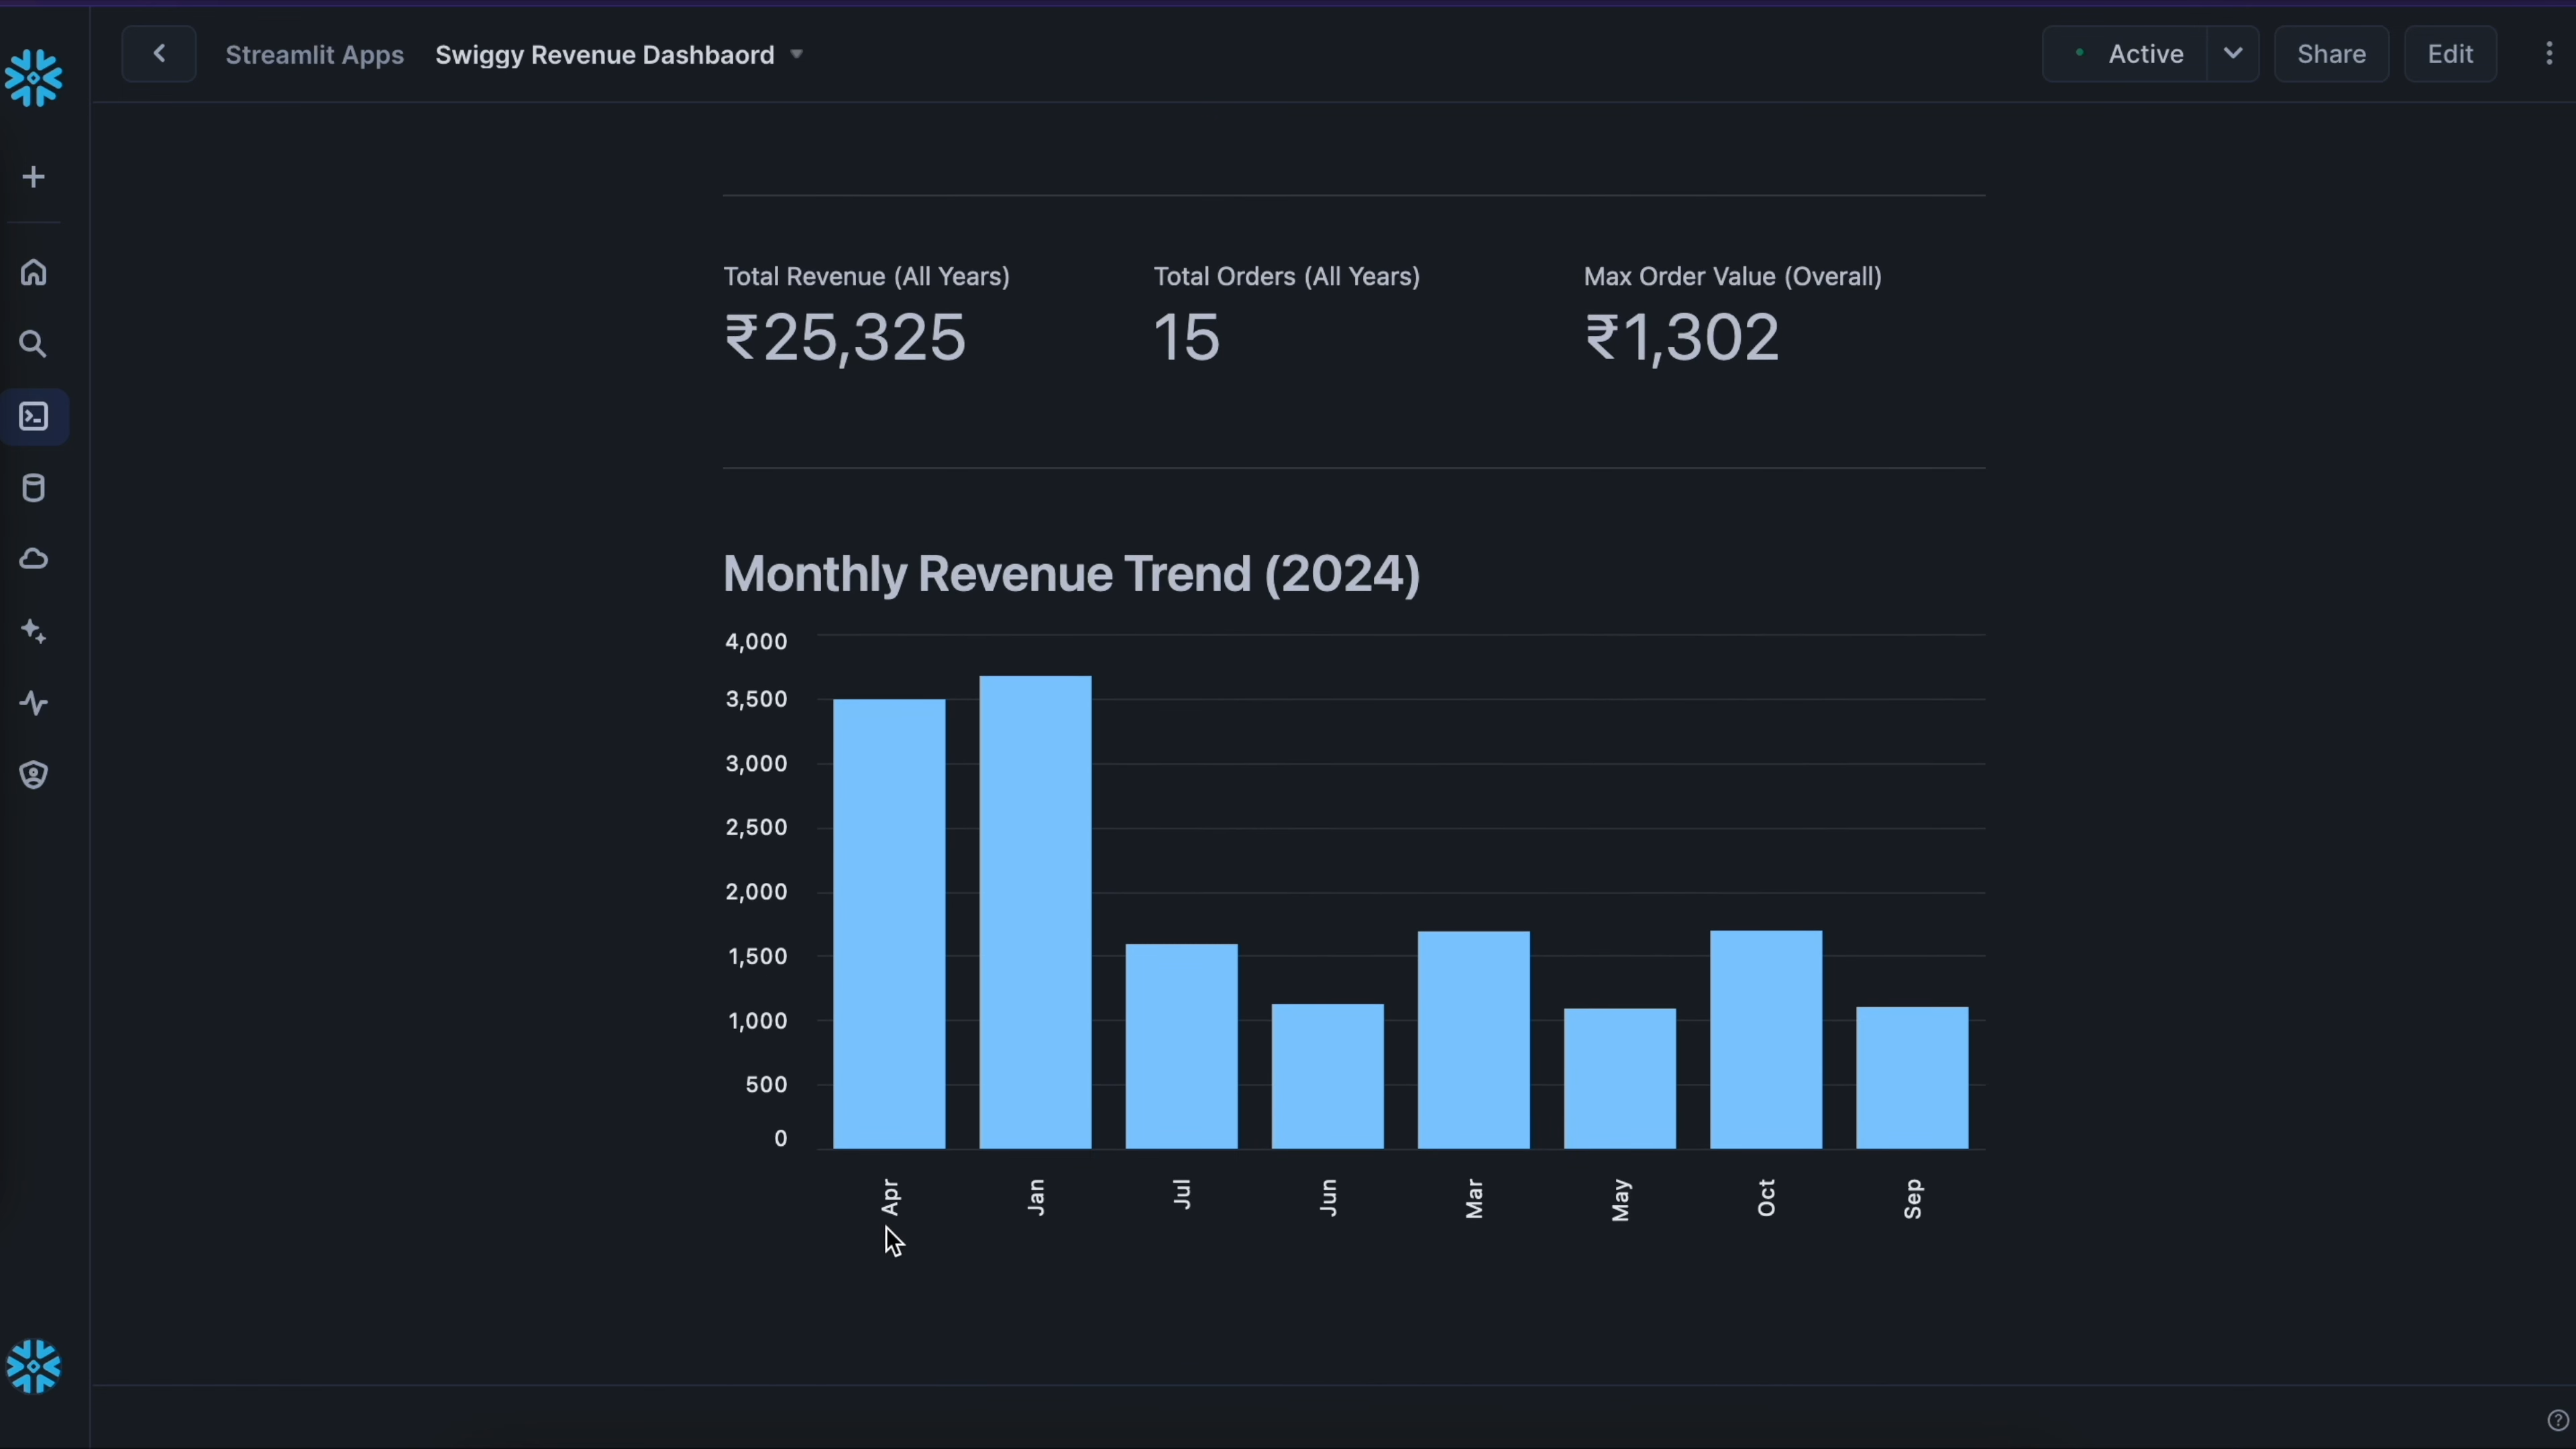 Streamlit Apps Swiggy Revenue Dashbaord
Active
Share
Edit
Total Revenue (All Years)
₹25,325
Total Orders (All Years)
15
Max Order Value (Overall)
₹1,302
Monthly Revenue Trend (2024)
4,000
3,500
3,000
2,500
2,000
1,500
1,000
500
0
Apr
Jan
Jul
Jun
Mar
May
Oct
Sep